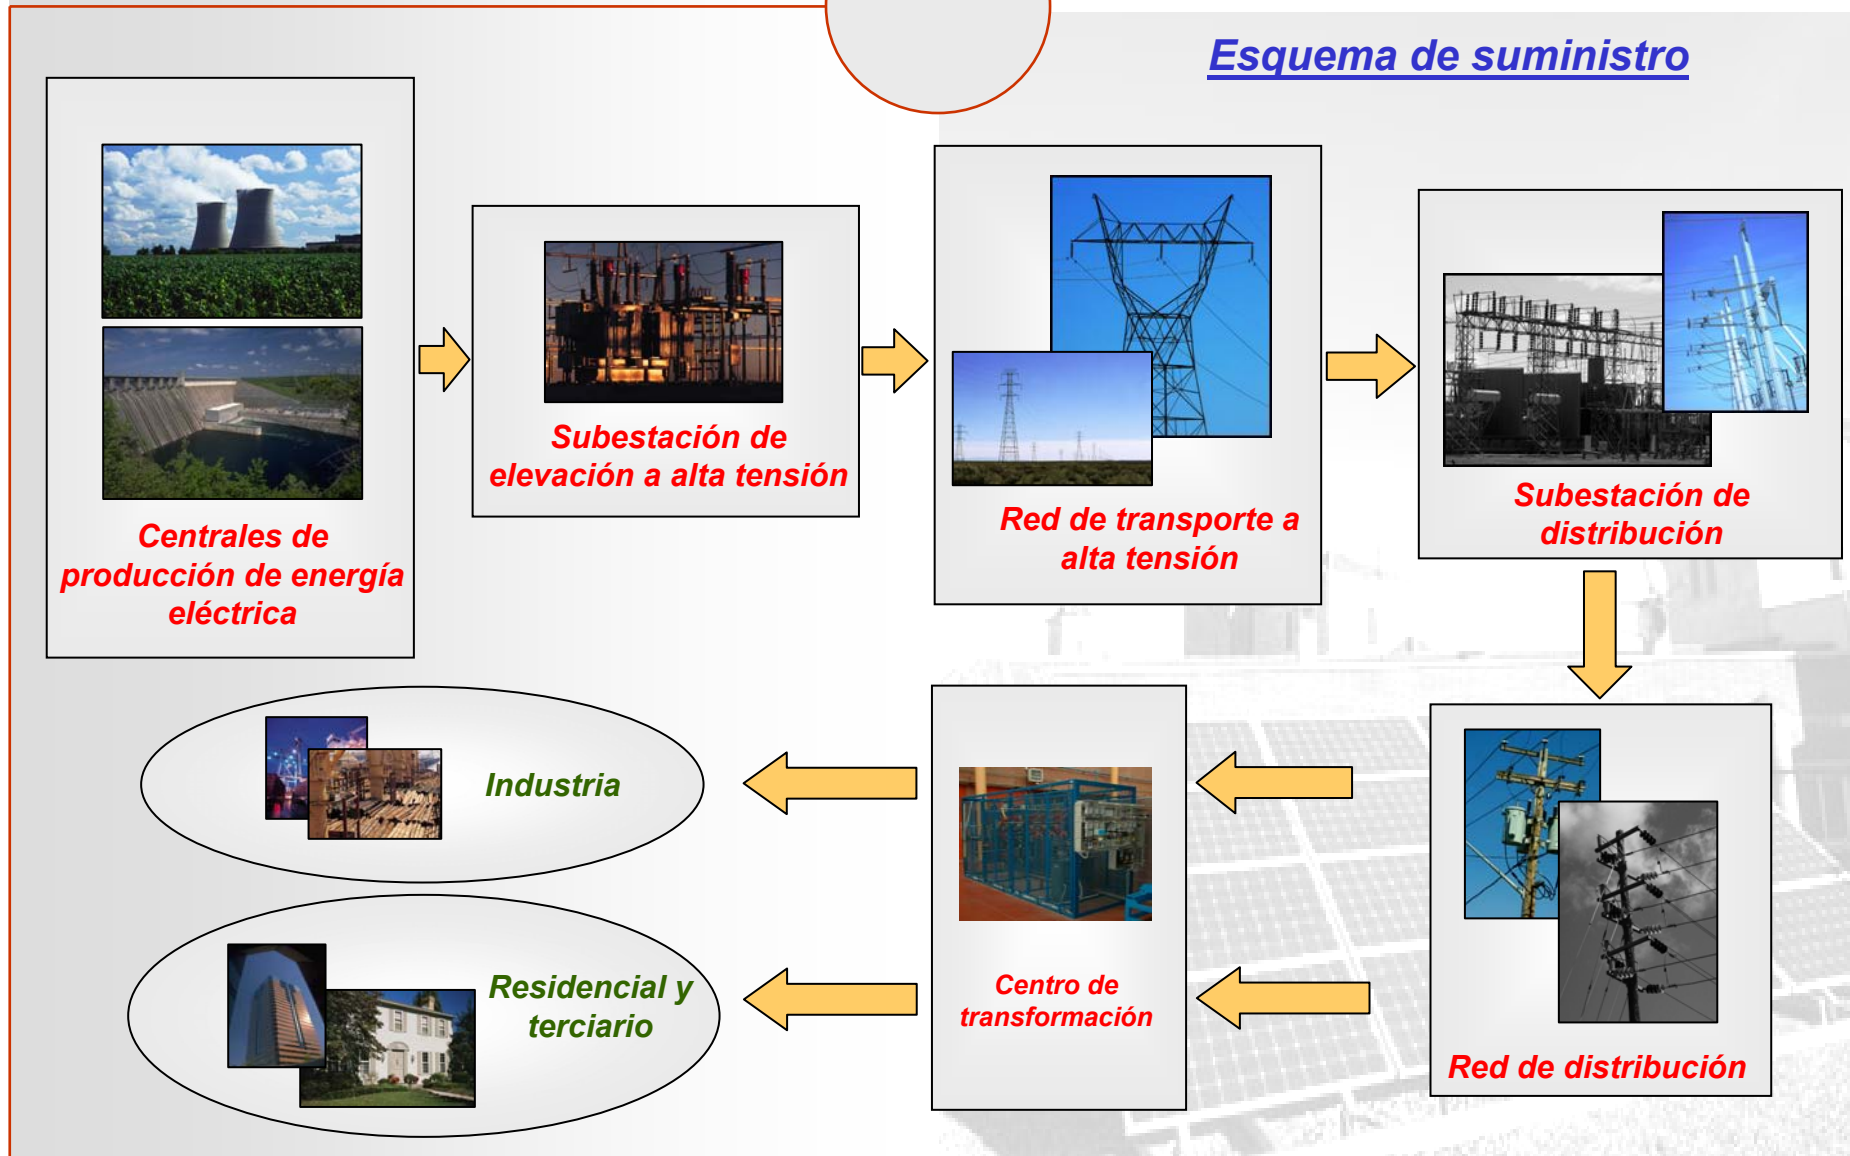 Esquema de suministro
Centrales de
producción de energía
eléctrica
Subestación de
elevación a alta tensión
Red de transporte a
alta tensión
Subestación de
distribución
Red de distribución
Centro de
transformación
Industria
Residencial y
terciario